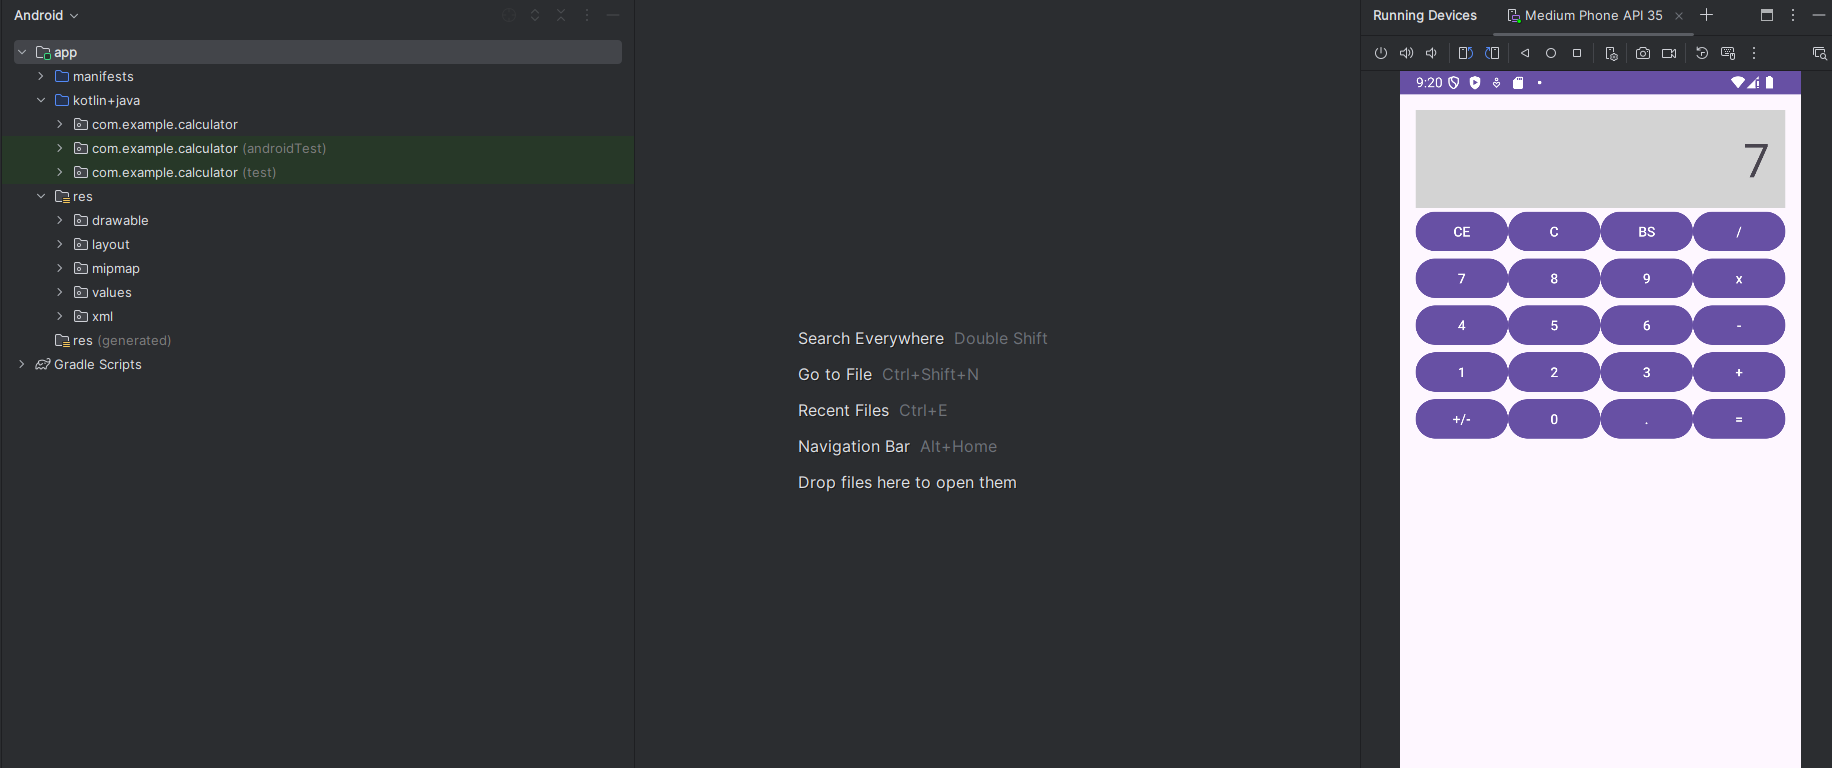 Android
app
manifests
kotlin+java
com.example.calculator
com.example.calculator (androidTest)
com.example.calculator (test)
res
drawable
layout
mipmap
values
xml
res (generated)
Gradle Scripts
Search Everywhere Double Shift
Go to File Ctrl+Shift+N
Recent Files Ctrl+E
Navigation Bar Alt+Home
Drop files here to open them
Running Devices Medium Phone API 35
9:20
7
CE C BS /
7 8 9 x
4 5 6 -
1 2 3 +
+/- 0 . =